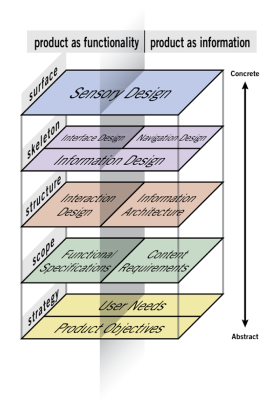 product as functionality
product as information
Concrete
surface
Sensory Design
skeleton
Interface Design
Navigation Design
Information Design
structure
Interaction
Design
Information
Architecture
scope
Functional
Specifications
Content
Requirements
strategy
User Needs
Product Objectives
Abstract